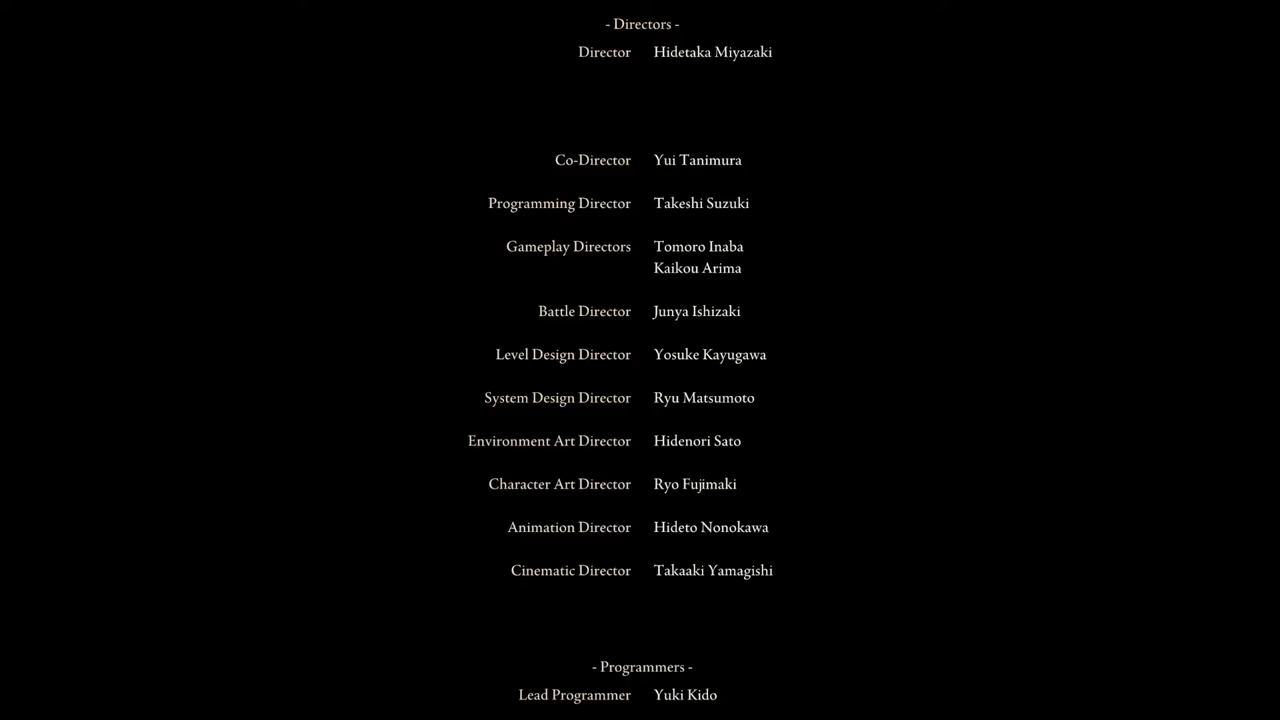 - Directors -
Director Hidetaka Miyazaki
Co-Director Yui Tanimura
Programming Director Takeshi Suzuki
Gameplay Directors Tomoro Inaba
Kaikou Arima
Battle Director Junya Ishizaki
Level Design Director Yosuke Kayugawa
System Design Director Ryu Matsumoto
Environment Art Director Hidenori Sato
Character Art Director Ryo Fujimaki
Animation Director Hideto Nonokawa
Cinematic Director Takaaki Yamagishi
- Programmers -
Lead Programmer Yuki Kido